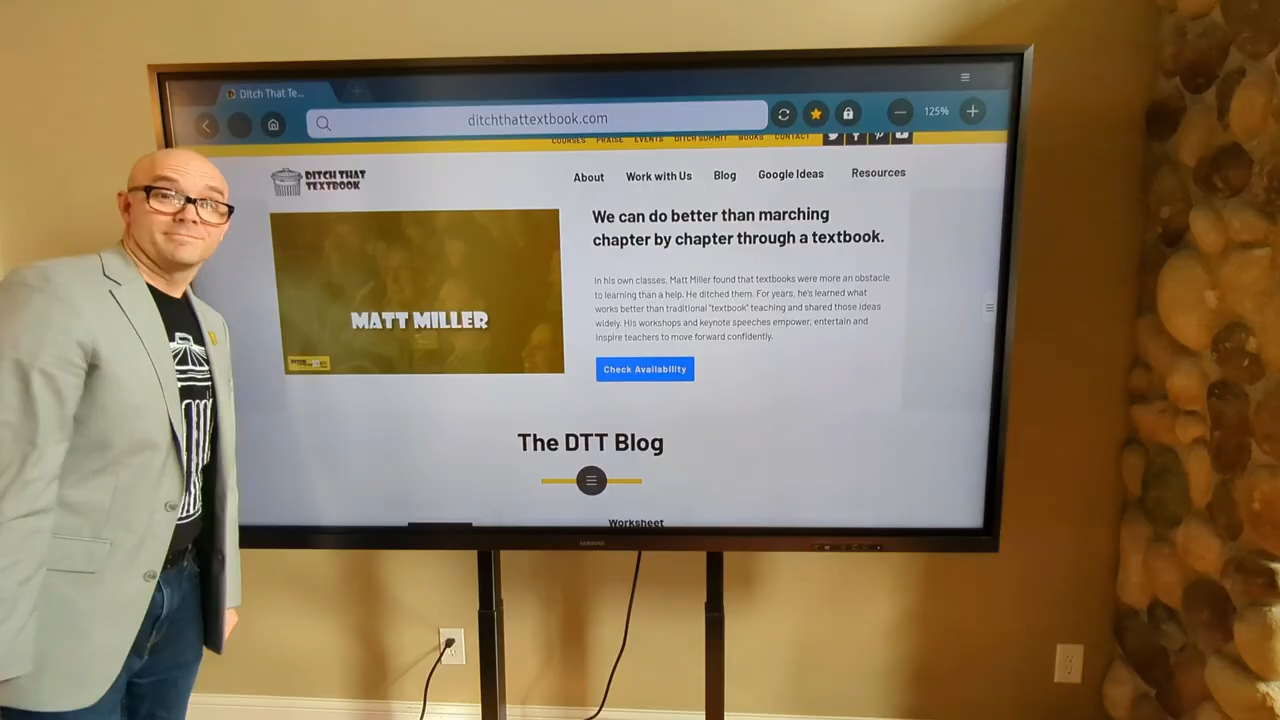 Ditch That Te...
ditchthattextbook.com
125%
COURSES PRAISE EVENTS DITCH SUMMIT BOOKS CONTACT
DITCH THAT
TEXTBOOK
About Work with Us Blog Google Ideas Resources
We can do better than marching
chapter by chapter through a textbook.
In his own classes, Matt Miller found that textbooks were more an obstacle
to learning than a help. He ditched them. For years, he's learned what
works better than traditional "textbook" teaching and shared those ideas
widely. His workshops and keynote speeches empower, entertain and
inspire teachers to move forward confidently.
MATT MILLER
DITCH
Check Availability
The DTT Blog
Worksheet
SAMSUNG